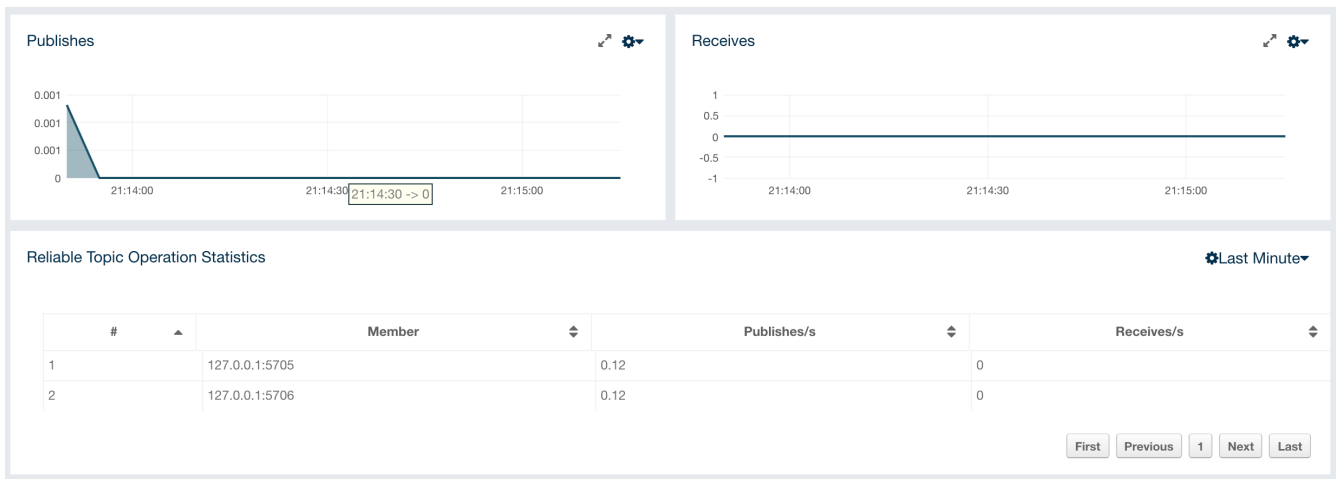 Publishes
Receives
0.001
0.001
0.001
0
21:14:00
21:14:30
21:15:00
21:14:30 -> 0
1
0.5
0
-0.5
-1
21:14:00
21:14:30
21:15:00
Reliable Topic Operation Statistics
Last Minute
# Member Publishes/s Receives/s
1 127.0.0.1:5705 0.12 0
2 127.0.0.1:5706 0.12 0
First Previous 1 Next Last